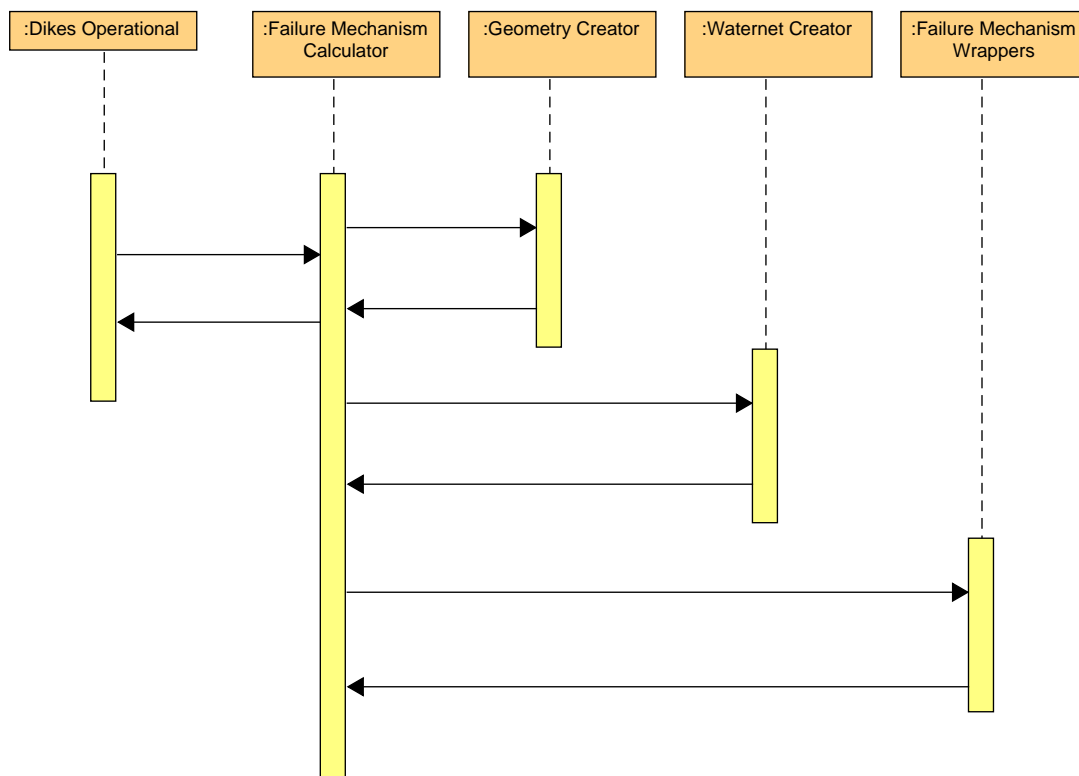 :Dikes Operational
:Failure Mechanism
Calculator
:Geometry Creator
:Waternet Creator
:Failure Mechanism
Wrappers